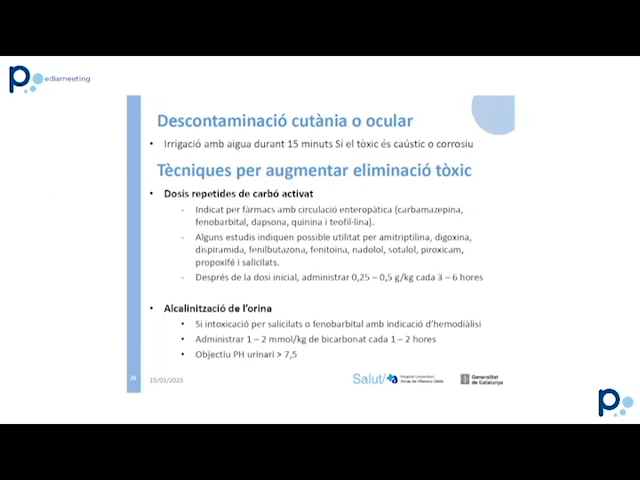 pediameeting
Descontaminació cutània o ocular
• Irrigació amb aigua durant 15 minuts Si el tòxic és caústic o corrosiu
Tècniques per augmentar eliminació tòxic
• Dosis repetides de carbó activat
- Indicat per fàrmacs amb circulació enteropàtica (carbamazepina,
fenobarbital, dapsona, quinina i teofil·lina).
- Alguns estudis indiquen possible utilitat per amitriptilina, digoxina,
dispiramida, fenilbutazona, fenitoina, nadolol, sotalol, piroxicam,
propoxifé i salicilats.
- Després de la dosi inicial, administrar 0,25 – 0,5 g/kg cada 3 – 6 hores
• Alcalinització de l'orina
• Si intoxicació per salicilats o fenobarbital amb indicació d'hemodiàlisi
• Administrar 1 – 2 mmol/kg de bicarbonat cada 1 – 2 hores
• Objectiu PH urinari > 7,5
15/03/2023
Salut/
Hospital Universitari
Arnau de Vilanova Lleida
Generalitat
de Catalunya
p